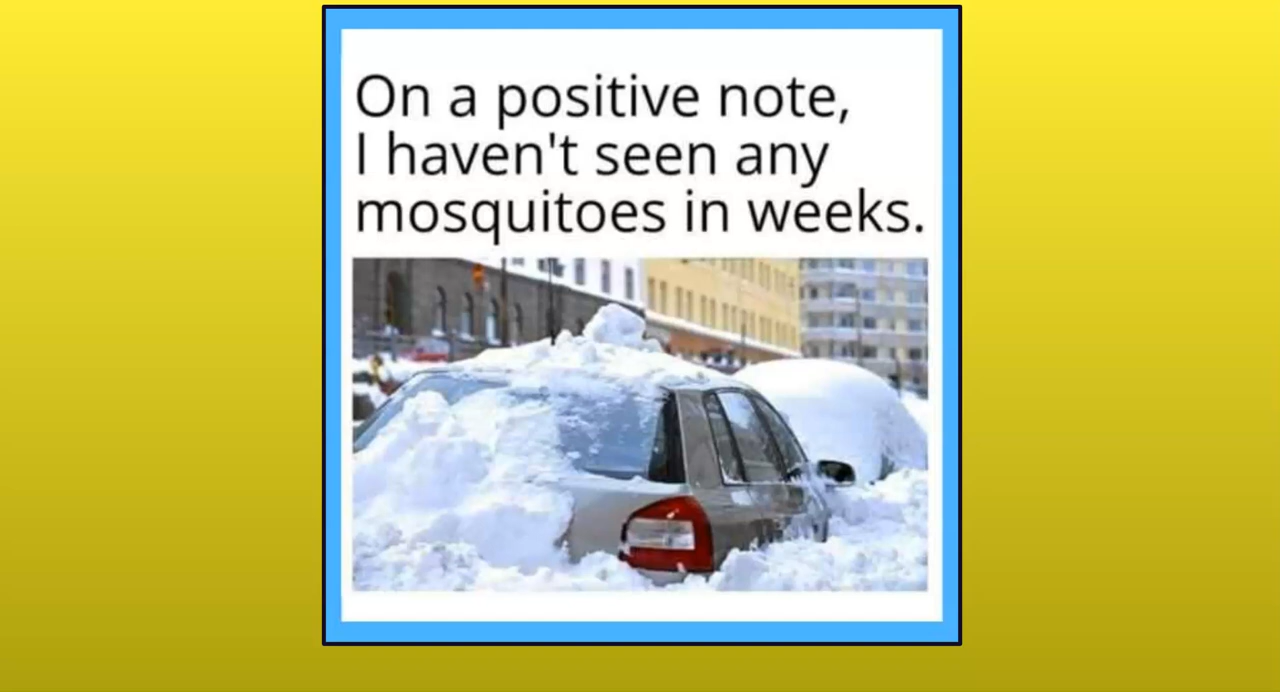 On a positive note,
I haven't seen any
mosquitoes in weeks.